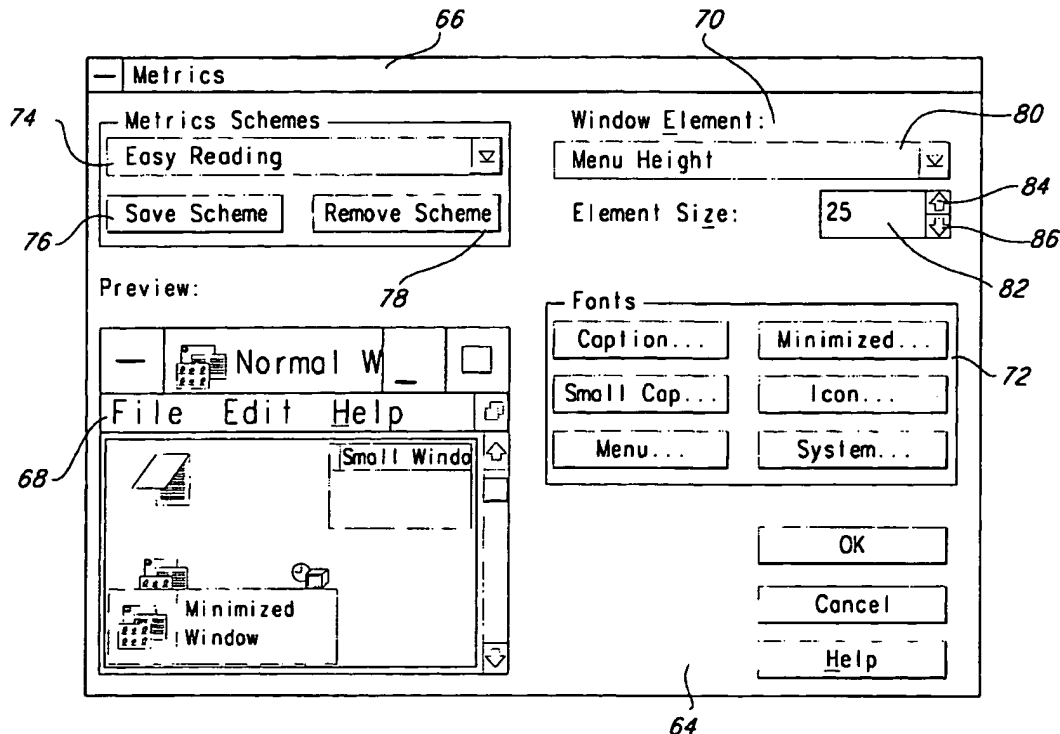 66
70
Metrics
74
Metrics Schemes
Window Element:
80
Easy Reading
Menu Height
84
Save Scheme
Remove Scheme
Element Size:
25
76
86
Preview:
78
82
Fonts
Normal W
Caption...
Minimized...
72
File Edit Help
Small Cap...
Icon...
Small Windo
Menu...
System...
68
OK
Minimized
Window
Cancel
Help
64